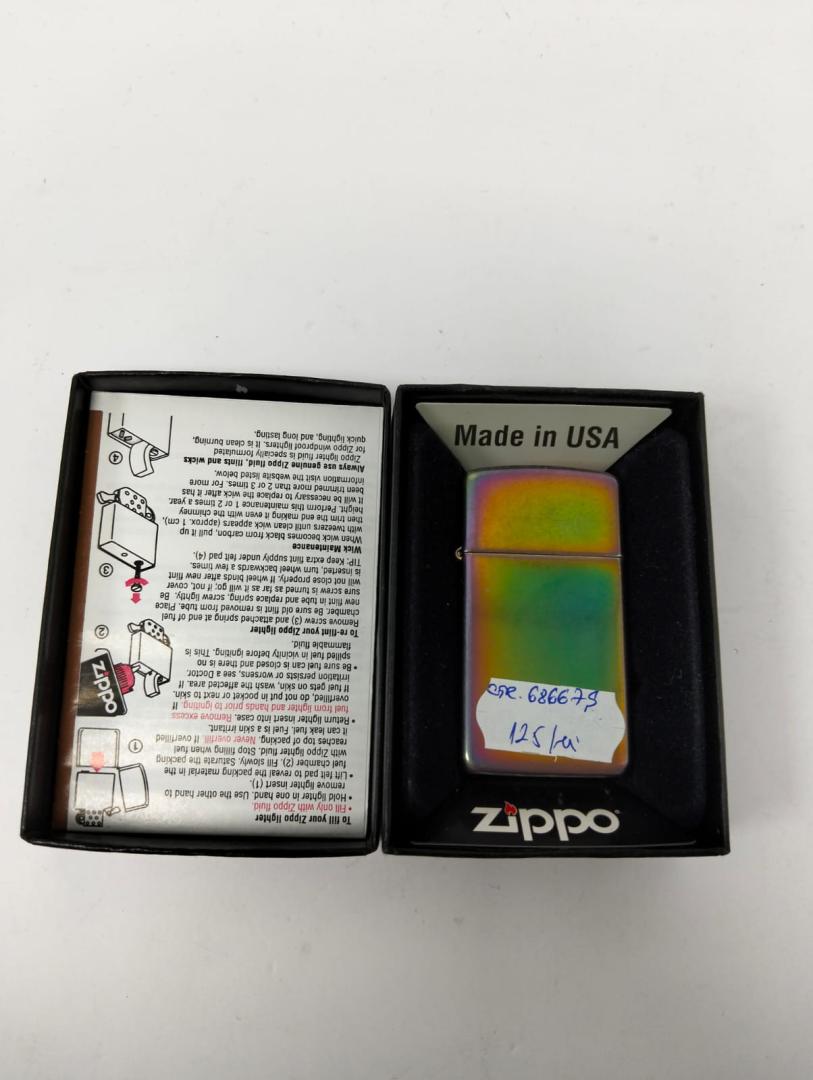 To fill your Zippo lighter
• Fill only with Zippo fluid.
• Hold lighter in one hand. Use the other hand to
remove lighter insert (1).
• Lift felt pad to reveal the packing material in the
fuel chamber (2). Fill slowly. Saturate the packing
with Zippo lighter fluid. Stop filling when fuel
reaches top of packing. Never overfill. If overfilled
it can leak fuel. Fuel is a skin irritant.
• Return lighter insert into case. Remove excess
fuel from lighter and hands prior to igniting. If
overfilled, do not put in pocket or next to skin.
If fuel gets on skin, wash the affected area. If
irritation persists or worsens, see a Doctor.
• Be sure fuel can is closed and there is no
spilled fuel in vicinity before igniting. This is
flammable fluid.
To re-flint your Zippo lighter
Remove screw (3) and attached spring at end of fuel
chamber. Be sure old flint is removed from tube. Place
new flint in tube and replace spring, screw lightly. Be
sure screw is turned as far as it will go; if not, cover
will not close properly. If wheel binds after new flint
is inserted, turn wheel backwards a few times.
TIP: Keep extra flint supply under felt pad (4).
Wick Maintenance
When wick becomes black from carbon, pull it up
with tweezers until clean wick appears (approx. 1 cm),
then trim the end making it even with the chimney
height. Perform this maintenance 1 or 2 times a year.
It will be necessary to replace the wick after it has
been trimmed more than 2 or 3 times. For more
information visit the website listed below.
Always use genuine Zippo fluid, flints and wicks
Zippo lighter fluid is specially formulated
for Zippo windproof lighters. It is clean burning,
quick lighting, and long lasting.
1
zippo
2
3
4
Made in USA
686679
125 lei
zippo